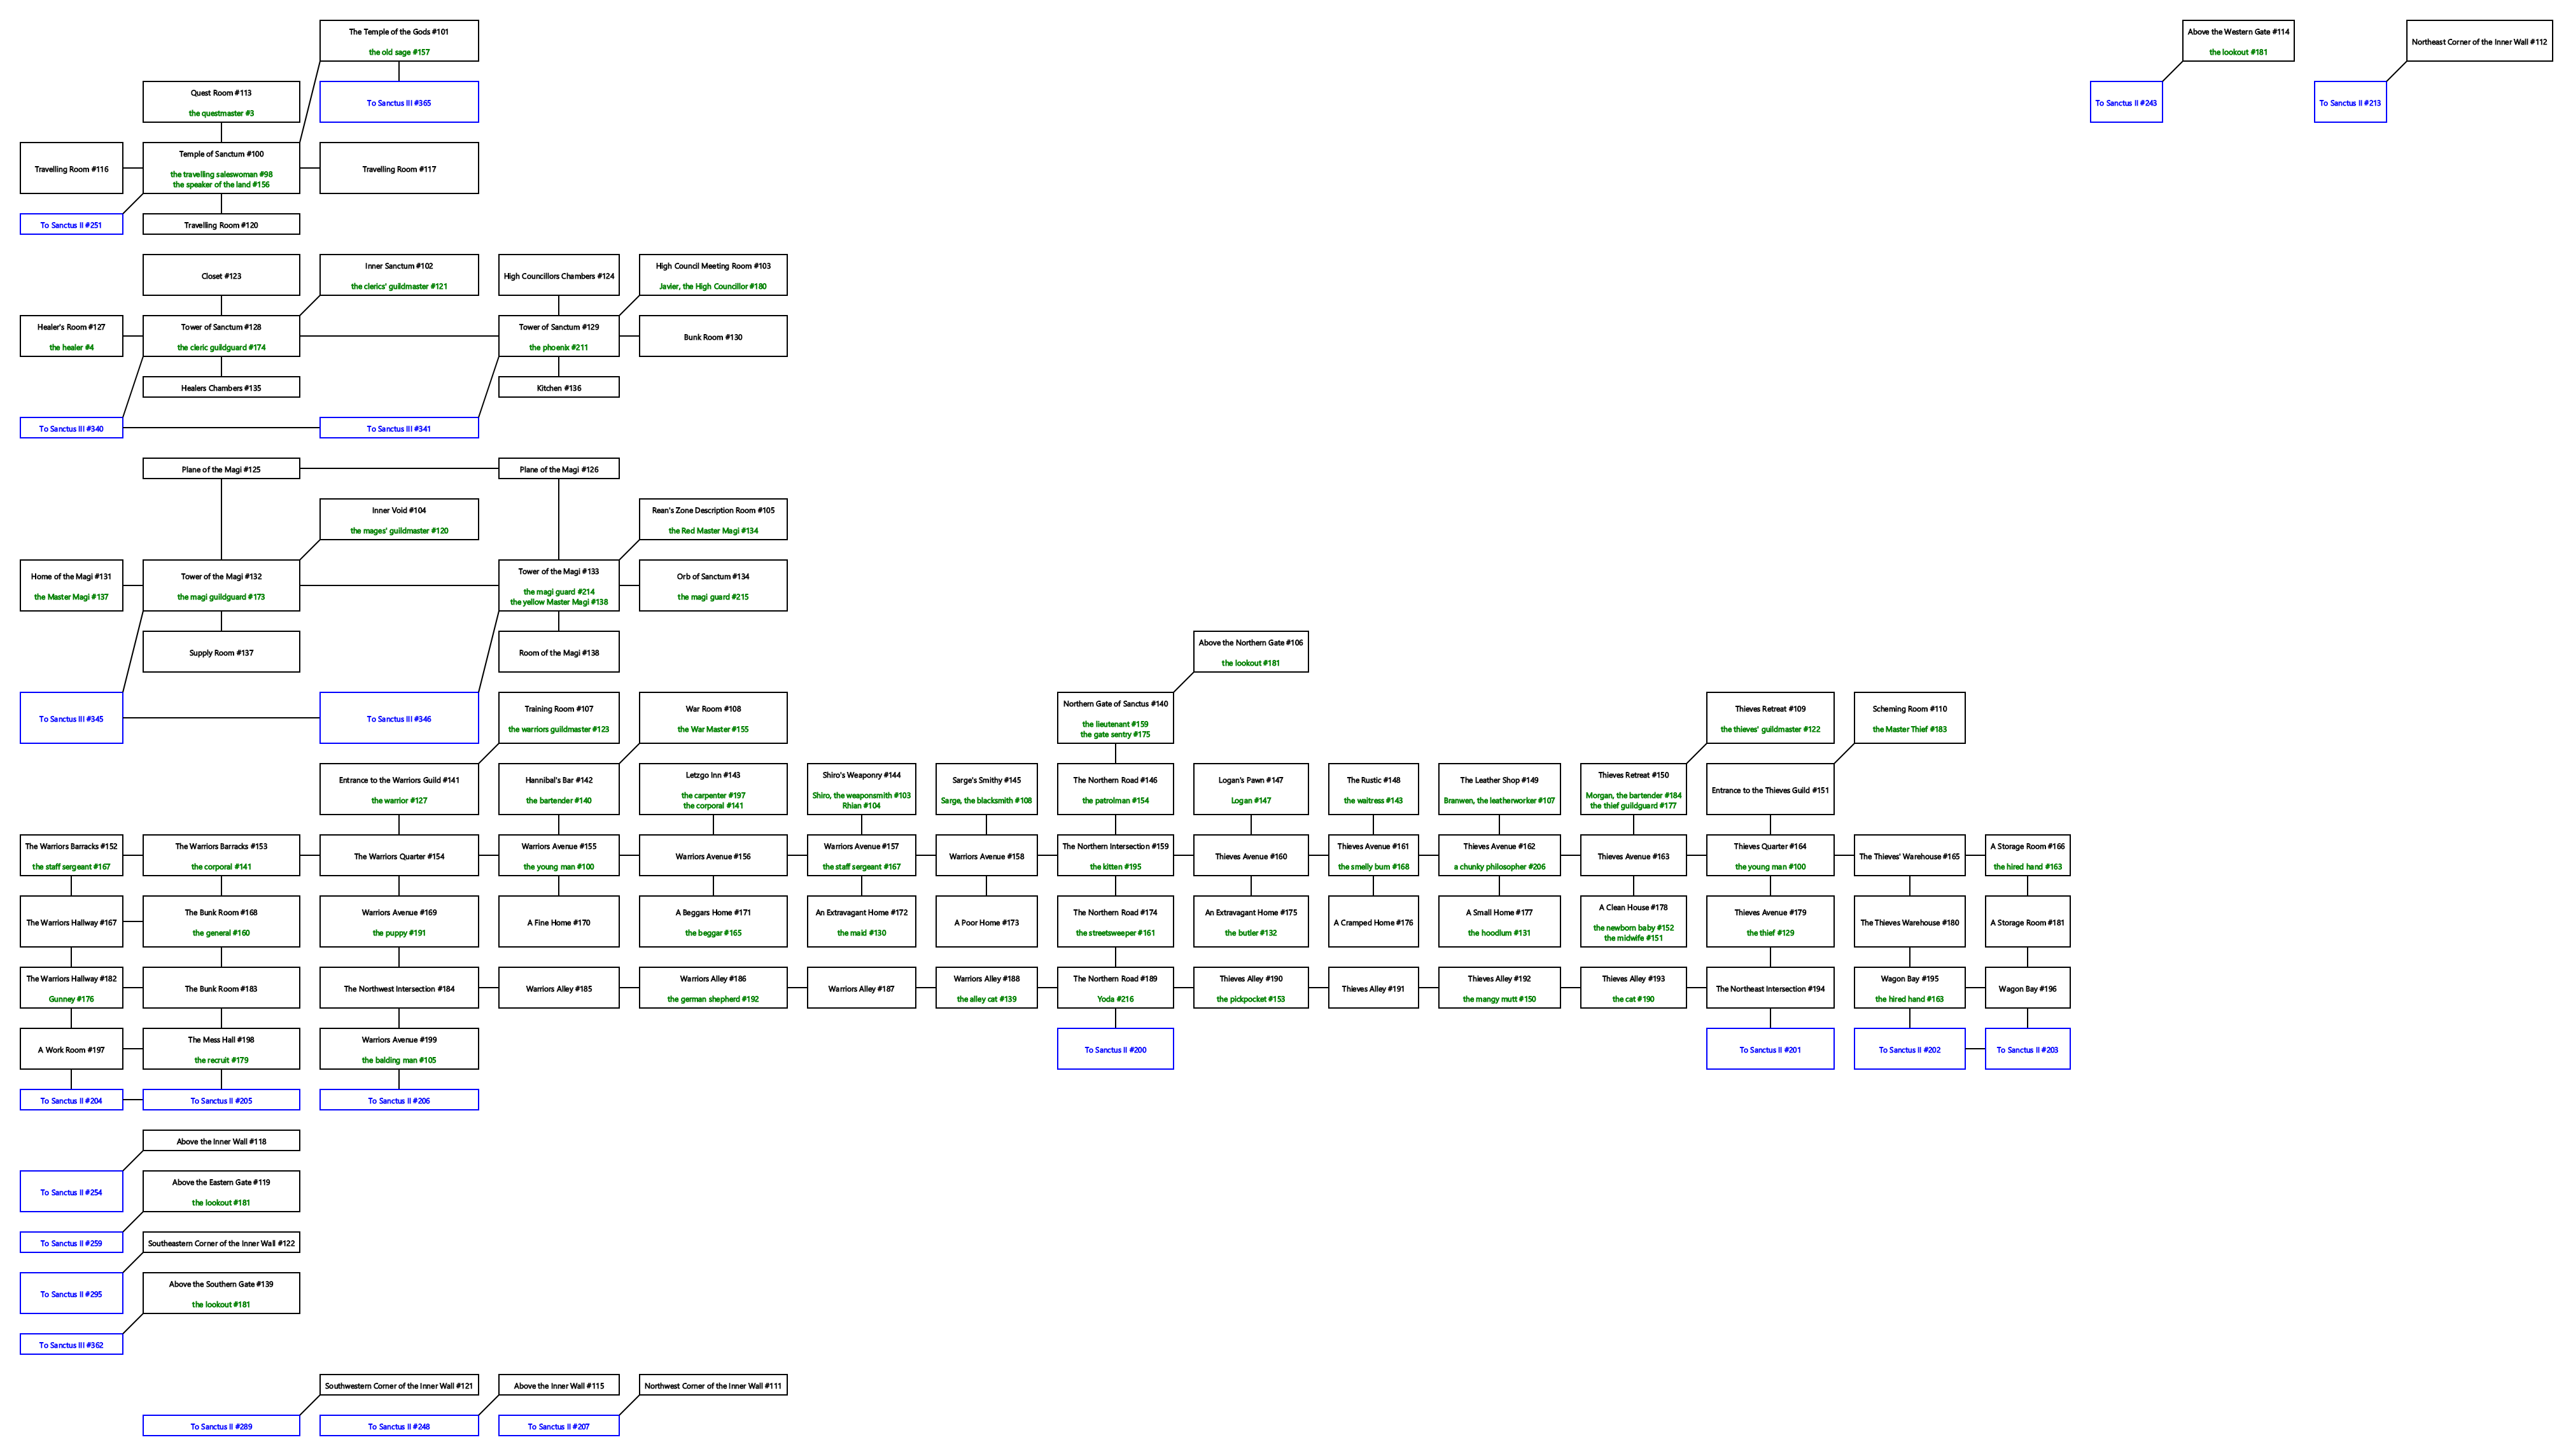 The Temple of the Gods #101
the old sage #157
Above the Western Gate #114
the lookout #181
Northeast Corner of the Inner Wall #112
Quest Room #113
the questmaster #3
To Sanctus III #365
To Sanctus II #243
To Sanctus II #213
Travelling Room #116
Temple of Sanctum #100
the travelling saleswoman #98
the speaker of the land #156
Travelling Room #117
To Sanctus II #251
Travelling Room #120
Closet #123
Inner Sanctum #102
the clerics' guildmaster #121
High Councillors Chambers #124
High Council Meeting Room #103
Javier, the High Councillor #180
Healer's Room #127
the healer #4
Tower of Sanctum #128
the cleric guildguard #174
Tower of Sanctum #129
the phoenix #211
Bunk Room #130
Healers Chambers #135
Kitchen #136
To Sanctus III #340
To Sanctus III #341
Plane of the Magi #125
Plane of the Magi #126
Inner Void #104
the mages' guildmaster #120
Rean's Zone Description Room #105
the Red Master Magi #134
Home of the Magi #131
the Master Magi #137
Tower of the Magi #132
the magi guildguard #173
Tower of the Magi #133
the magi guard #214
the yellow Master Magi #138
Orb of Sanctum #134
the magi guard #215
Supply Room #137
Room of the Magi #138
Above the Northern Gate #106
the lookout #181
To Sanctus III #345
To Sanctus III #346
Training Room #107
the warriors guildmaster #123
War Room #108
the War Master #155
Northern Gate of Sanctus #140
the lieutenant #159
the gate sentry #175
Thieves Retreat #109
the thieves' guildmaster #122
Scheming Room #110
the Master Thief #183
Entrance to the Warriors Guild #141
the warrior #127
Hannibal's Bar #142
the bartender #140
Letzgo Inn #143
the carpenter #197
the corporal #141
Shiro's Weaponry #144
Shiro, the weaponsmith #103
Rhian #104
Sarge's Smithy #145
Sarge, the blacksmith #108
The Northern Road #146
the patrolman #154
Logan's Pawn #147
Logan #147
The Rustic #148
the waitress #143
The Leather Shop #149
Branwen, the leatherworker #107
Thieves Retreat #150
Morgan, the bartender #184
the thief guildguard #177
Entrance to the Thieves Guild #151
The Warriors Barracks #152
the staff sergeant #167
The Warriors Barracks #153
the corporal #141
The Warriors Quarter #154
Warriors Avenue #155
the young man #100
Warriors Avenue #156
Warriors Avenue #157
the staff sergeant #167
Warriors Avenue #158
The Northern Intersection #159
the kitten #195
Thieves Avenue #160
Thieves Avenue #161
the smelly bum #168
Thieves Avenue #162
a chunky philosopher #206
Thieves Avenue #163
Thieves Quarter #164
the young man #100
The Thieves' Warehouse #165
A Storage Room #166
the hired hand #163
The Warriors Hallway #167
The Bunk Room #168
the general #160
Warriors Avenue #169
the puppy #191
A Fine Home #170
A Beggars Home #171
the beggar #165
An Extravagant Home #172
the maid #130
A Poor Home #173
The Northern Road #174
the streetsweeper #161
An Extravagant Home #175
the butler #132
A Cramped Home #176
A Small Home #177
the hoodlum #131
A Clean House #178
the newborn baby #152
the midwife #151
Thieves Avenue #179
the thief #129
The Thieves Warehouse #180
A Storage Room #181
The Warriors Hallway #182
Gunney #176
The Bunk Room #183
The Northwest Intersection #184
Warriors Alley #185
Warriors Alley #186
the german shepherd #192
Warriors Alley #187
Warriors Alley #188
the alley cat #139
The Northern Road #189
Yoda #216
Thieves Alley #190
the pickpocket #153
Thieves Alley #191
Thieves Alley #192
the mangy mutt #150
Thieves Alley #193
the cat #190
The Northeast Intersection #194
Wagon Bay #195
the hired hand #163
Wagon Bay #196
A Work Room #197
The Mess Hall #198
the recruit #179
Warriors Avenue #199
the balding man #105
To Sanctus II #200
To Sanctus II #201
To Sanctus II #202
To Sanctus II #203
To Sanctus II #204
To Sanctus II #205
To Sanctus II #206
Above the Inner Wall #118
To Sanctus II #254
Above the Eastern Gate #119
the lookout #181
To Sanctus II #259
Southeastern Corner of the Inner Wall #122
To Sanctus II #295
Above the Southern Gate #139
the lookout #181
To Sanctus III #362
Southwestern Corner of the Inner Wall #121
Above the Inner Wall #115
Northwest Corner of the Inner Wall #111
To Sanctus II #289
To Sanctus II #248
To Sanctus II #207